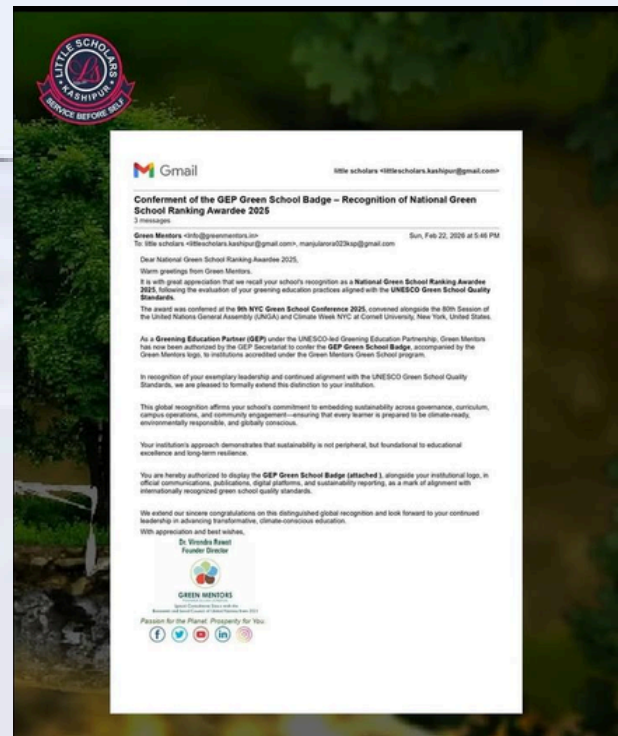 LITTLE SCHOLARS
Ls
KASHIPUR
SERVICE BEFORE SELF
Gmail
little scholars <littlescholars.kashipur@gmail.com>
Conferment of the GEP Green School Badge – Recognition of National Green
School Ranking Awardee 2025
3 messages
Green Mentors <info@greenmentors.in>
Sun, Feb 22, 2026 at 5:46 PM
To: little scholars <littlescholars.kashipur@gmail.com>, manjularora023ksp@gmail.com
Dear National Green School Ranking Awardee 2025,
Warm greetings from Green Mentors.
It is with great appreciation that we recall your school's recognition as a National Green School Ranking Awardee
2025, following the evaluation of your greening education practices aligned with the UNESCO Green School Quality
Standards.
The award was conferred at the 9th NYC Green School Conference 2025, convened alongside the 80th Session of
the United Nations General Assembly (UNGA) and Climate Week NYC at Cornell University, New York, United States.
As a Greening Education Partner (GEP) under the UNESCO-led Greening Education Partnership, Green Mentors
has now been authorized by the GEP Secretariat to confer the GEP Green School Badge, accompanied by the
Green Mentors logo, to institutions accredited under the Green Mentors Green School program.
In recognition of your exemplary leadership and continued alignment with the UNESCO Green School Quality
Standards, we are pleased to formally extend this distinction to your institution.
This global recognition affirms your school's commitment to embedding sustainability across governance, curriculum,
campus operations, and community engagement—ensuring that every learner is prepared to be climate-ready,
environmentally responsible, and globally conscious.
Your institution's approach demonstrates that sustainability is not peripheral, but foundational to educational
excellence and long-term resilience.
You are hereby authorized to display the GEP Green School Badge (attached ), alongside your institutional logo, in
official communications, publications, digital platforms, and sustainability reporting, as a mark of alignment with
internationally recognized green school quality standards.
We extend our sincere congratulations on this distinguished global recognition and look forward to your continued
leadership in advancing transformative, climate-conscious education.
With appreciation and best wishes,
Dr. Virendra Rawat
Founder Director
GREEN MENTORS
Special Consultative Status with the
Economic and Social Council of United Nations from 2021
Passion for the Planet. Prosperity for You.